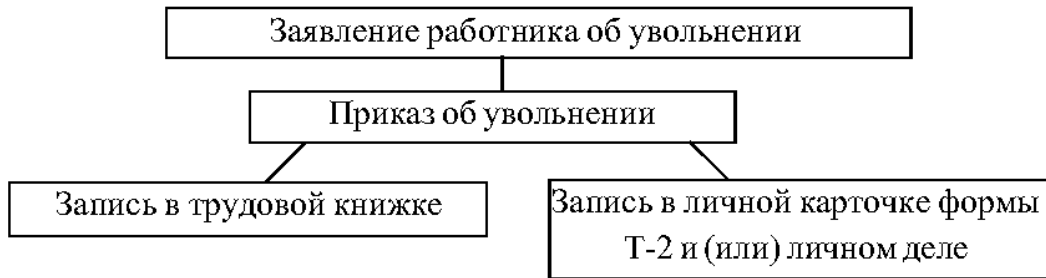 Заявление работника об увольнении
Приказ об увольнении
Запись в трудовой книжке
Запись в личной карточке формы
Т-2 и (или) личном деле